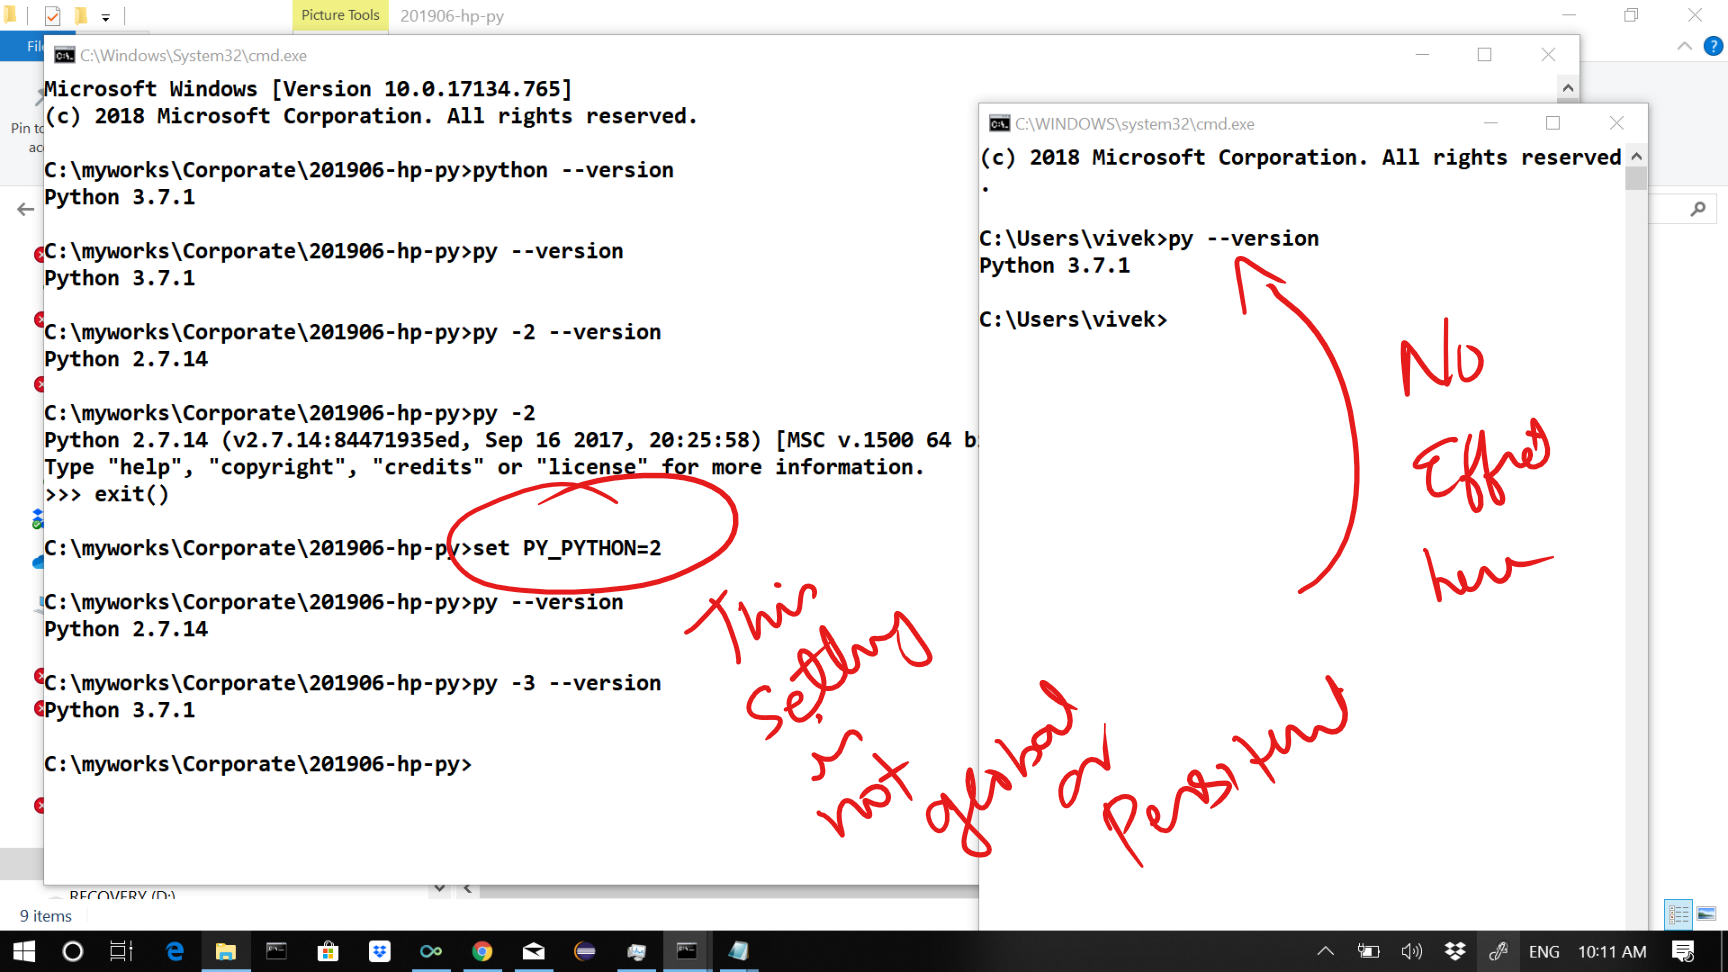 Picture Tools
201906-hp-py
File
C:\Windows\System32\cmd.exe
Microsoft Windows [Version 10.0.17134.765]
(c) 2018 Microsoft Corporation. All rights reserved.
Pin to
C:\myworks\Corporate\201906-hp-py>python --version
Python 3.7.1
C:\myworks\Corporate\201906-hp-py>py --version
Python 3.7.1
C:\myworks\Corporate\201906-hp-py>py -2 --version
Python 2.7.14
C:\myworks\Corporate\201906-hp-py>py -2
Python 2.7.14 (v2.7.14:84471935ed, Sep 16 2017, 20:25:58) [MSC v.1500 64 b
Type "help", "copyright", "credits" or "license" for more information.
>>> exit()
C:\myworks\Corporate\201906-hp-py>set PY_PYTHON=2
C:\myworks\Corporate\201906-hp-py>py --version
Python 2.7.14
C:\myworks\Corporate\201906-hp-py>py -3 --version
Python 3.7.1
C:\myworks\Corporate\201906-hp-py>
C:\WINDOWS\system32\cmd.exe
(c) 2018 Microsoft Corporation. All rights reserved
.
C:\Users\vivek>py --version
Python 3.7.1
C:\Users\vivek>
No
Effect
here
This
Setting
is
not global or Persistent
RECOVERY (D:)
9 items
ENG
10:11 AM